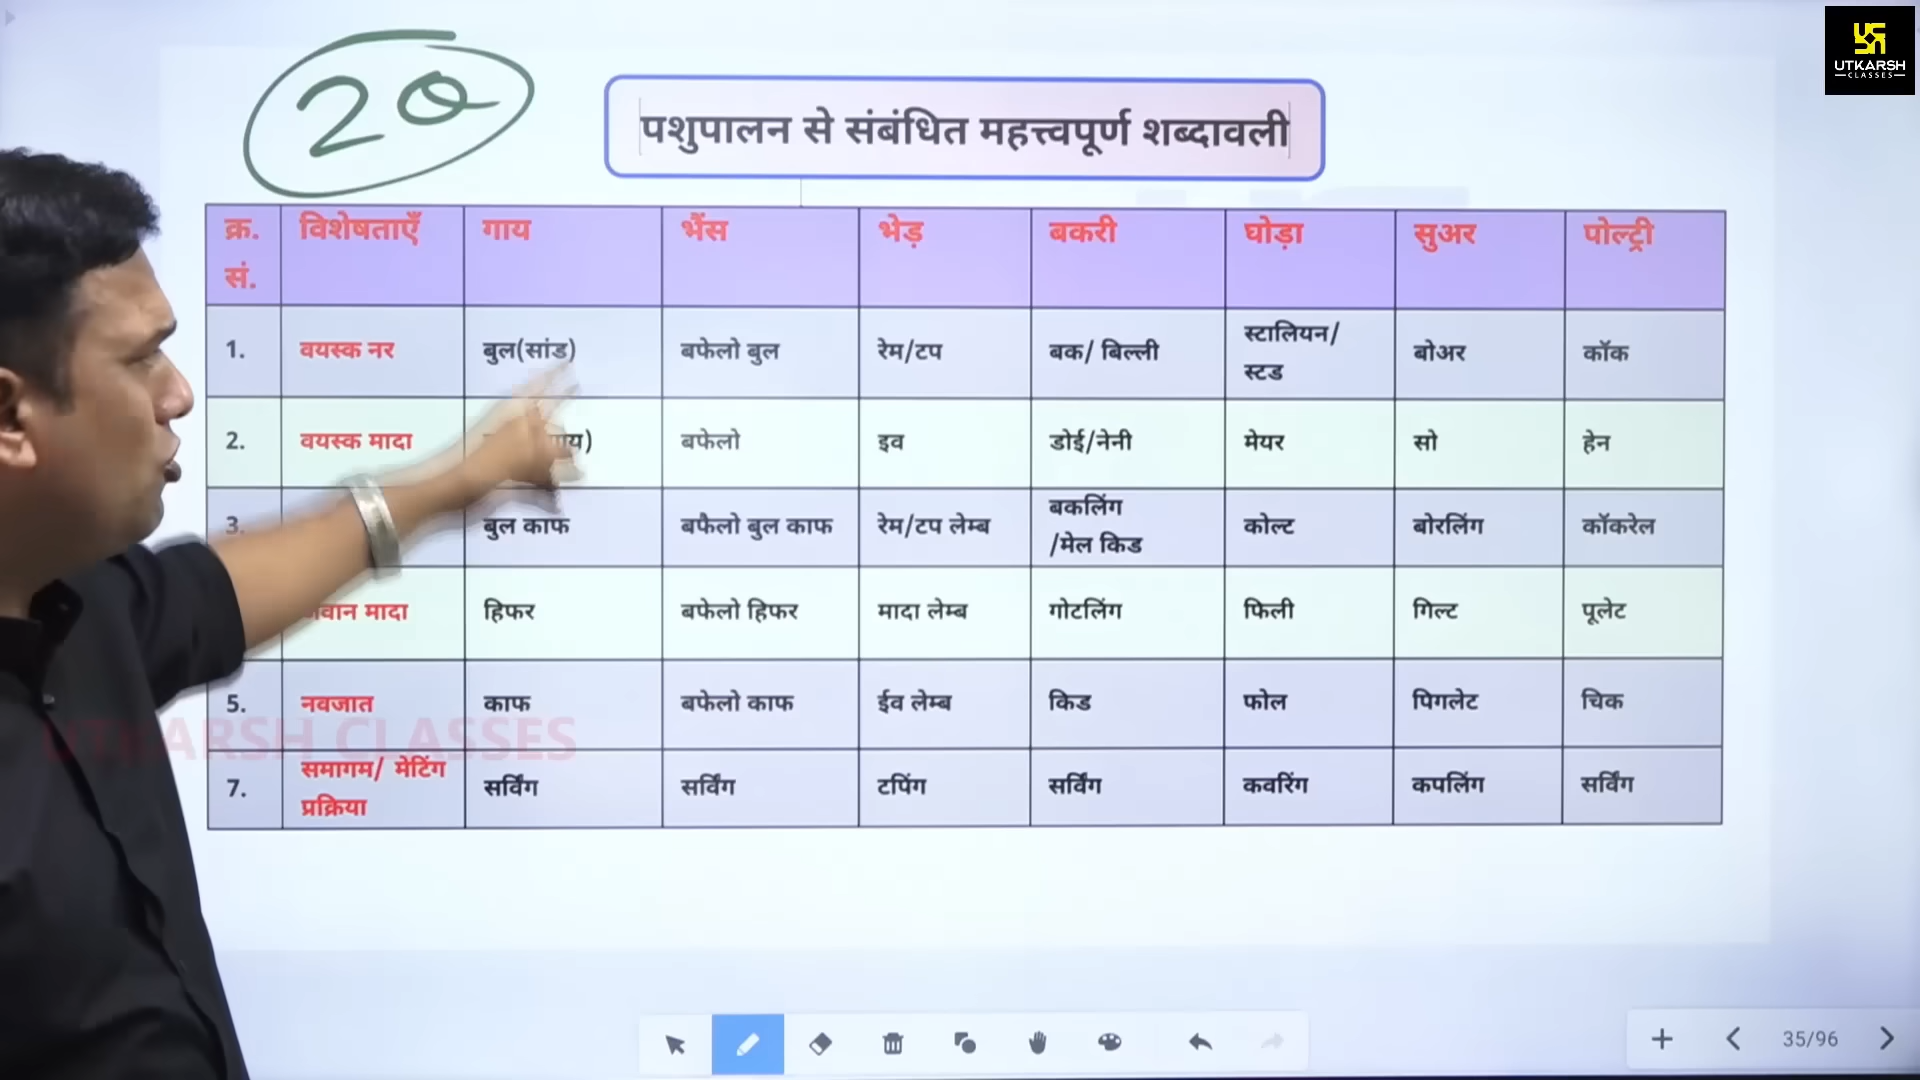 20
UTKARSH
CLASSES
पशुपालन से संबंधित महत्त्वपूर्ण शब्दावली
क्र. सं. विशेषताएँ गाय भैंस भेड़ बकरी घोड़ा सुअर पोल्ट्री
1. वयस्क नर बुल(सांड) बफेलो बुल रेम/टप बक/ बिल्ली स्टालियन/ स्टड बोअर कॉक
2. वयस्क मादा बफेलो इव डोई/नेनी मेयर सो हेन
3. बुल काफ बफैलो बुल काफ रेम/टप लेम्ब बकलिंग /मेल किड कोल्ट बोरलिंग कॉकरेल
मादा हिफर बफेलो हिफर मादा लेम्ब गोटलिंग फिली गिल्ट पूलेट
5. नवजात काफ बफेलो काफ ईव लेम्ब किड फोल पिगलेट चिक
UTKARSH CLASSES
7. समागम/ मेटिंग प्रक्रिया सर्विंग सर्विंग टपिंग सर्विंग कवरिंग कपलिंग सर्विंग
35/96